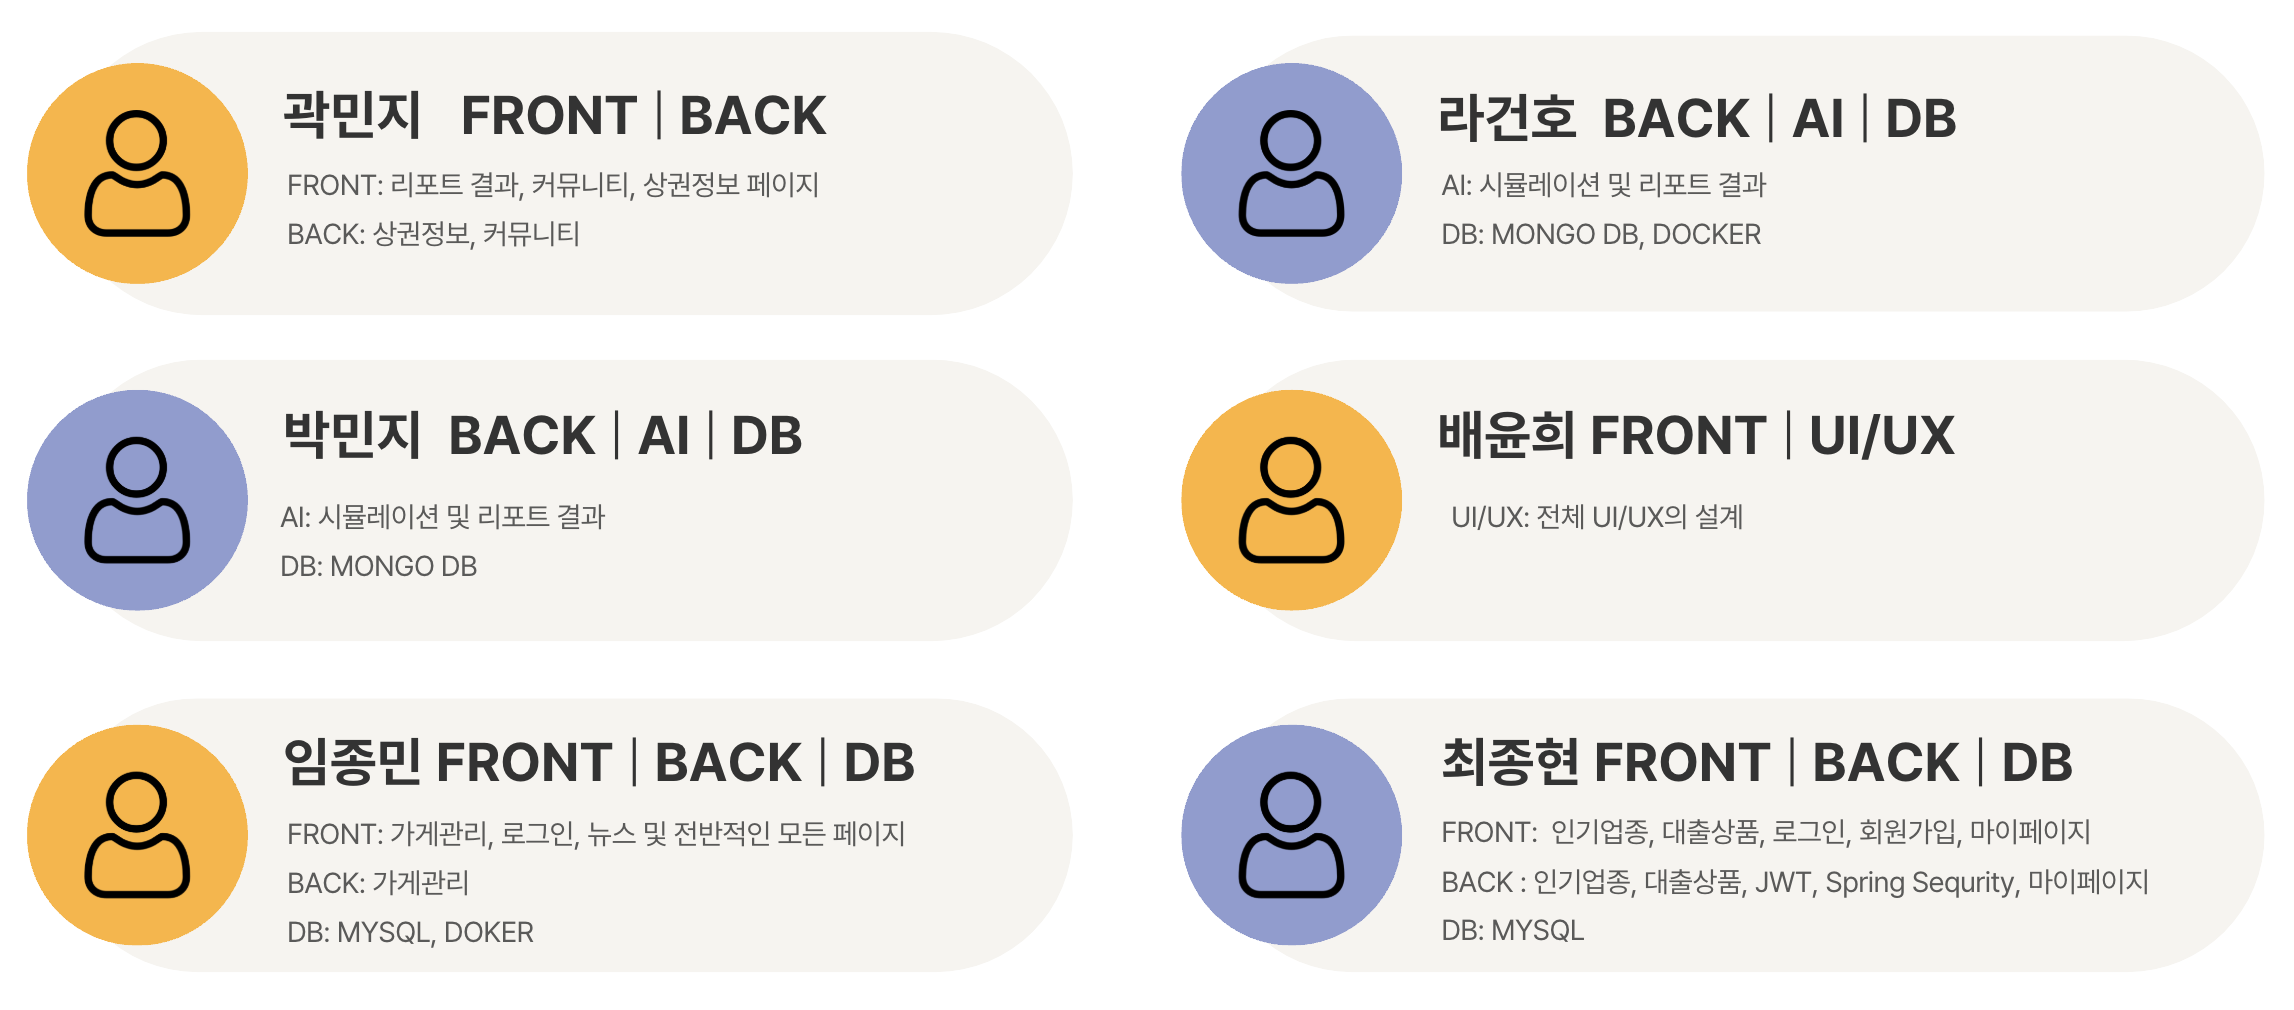 곽민지 FRONT | BACK
FRONT: 리포트 결과, 커뮤니티, 상권정보 페이지
BACK: 상권정보, 커뮤니티
라건호 BACK | AI | DB
AI: 시뮬레이션 및 리포트 결과
DB: MONGO DB, DOCKER
박민지 BACK | AI | DB
AI: 시뮬레이션 및 리포트 결과
DB: MONGO DB
배윤희 FRONT | UI/UX
UI/UX: 전체 UI/UX의 설계
임종민 FRONT | BACK | DB
FRONT: 가게관리, 로그인, 뉴스 및 전반적인 모든 페이지
BACK: 가게관리
DB: MYSQL, DOKER
최종현 FRONT | BACK | DB
FRONT: 인기업종, 대출상품, 로그인, 회원가입, 마이페이지
BACK : 인기업종, 대출상품, JWT, Spring Sequrity, 마이페이지
DB: MYSQL